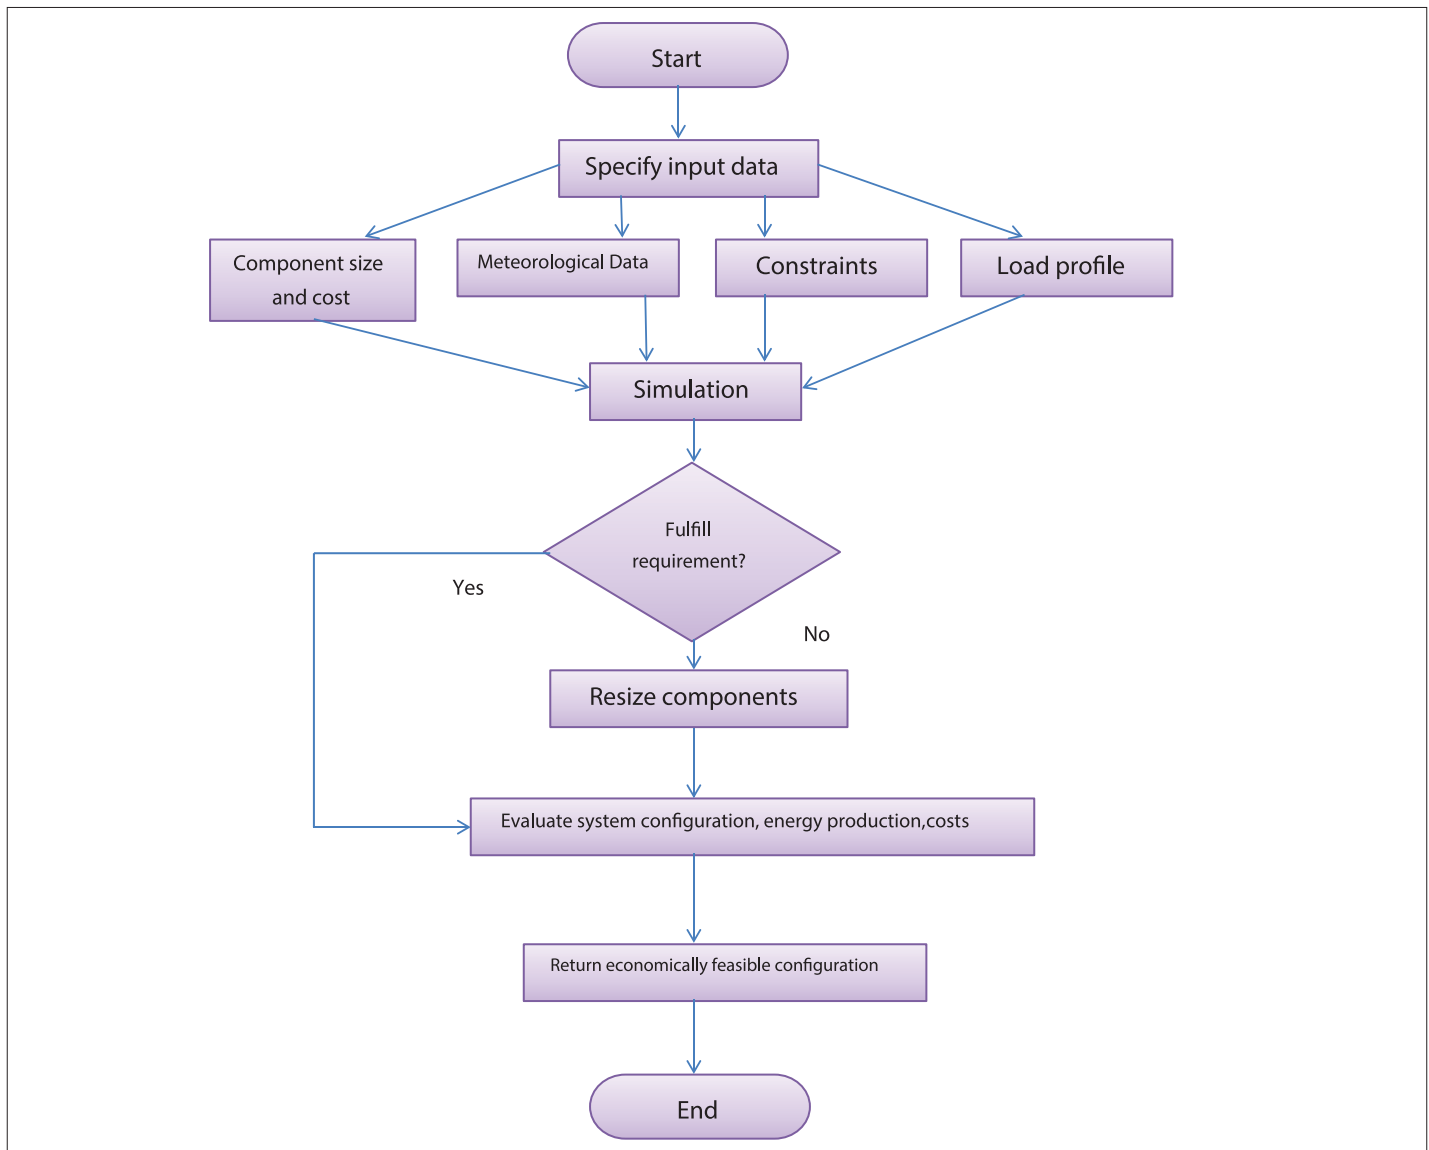 Start
Specify input data
Component size
and cost
Meteorological Data
Constraints
Load profile
Simulation
Fulfill
requirement?
Yes
No
Resize components
Evaluate system configuration, energy production,costs
Return economically feasible configuration
End